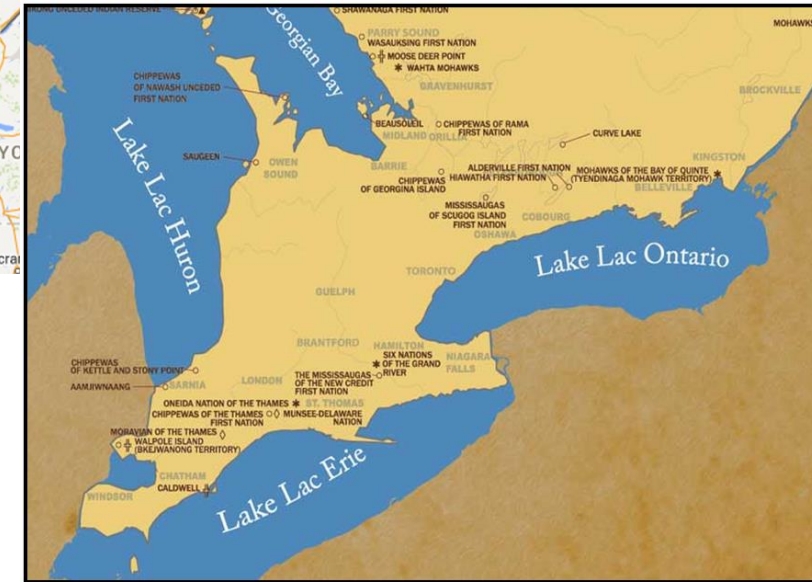 SHAWANAGA FIRST NATION
MOHAWKS
PARRY SOUND
WASAUKSING FIRST NATION
MOOSE DEER POINT
WAHTA MOHAWKS
GRAVENHURST
Georgian Bay
CHIPPEWAS
OF NAWASH UNCEDED
FIRST NATION
BROCKVILLE
BEAUSOLEIL
CHIPPEWAS OF RAMA
FIRST NATION
MIDLAND ORILLIA
CURVE LAKE
Lake Lac Huron
SAUGEEN
OWEN
SOUND
BARRIE
KINGSTON
ALDERVILLE FIRST NATION
HIAWATHA FIRST NATION
MOHAWKS OF THE BAY OF QUINTE
(TYENDINAGA MOHAWK TERRITORY)
CHIPPEWAS
OF GEORGINA ISLAND
BELLEVILLE
MISSISSAUGAS
OF SCUGOG ISLAND
FIRST NATION
COBOURG
OSHAWA
Lake Lac Ontario
TORONTO
GUELPH
BRANTFORD
HAMILTON
SIX NATIONS
OF THE GRAND
RIVER
NIAGARA
FALLS
CHIPPEWAS
OF KETTLE AND STONY POINT
AAMJIWNAANG
SARNIA
LONDON
THE MISSISSAUGAS
OF THE NEW CREDIT
FIRST NATION
ONEIDA NATION OF THE THAMES
ST. THOMAS
CHIPPEWAS OF THE THAMES
FIRST NATION
MUNSEE-DELAWARE
NATION
MORAVIAN OF THE THAMES
WALPOLE ISLAND
(BKEJWANONG TERRITORY)
CHATHAM
CALDWELL
WINDSOR
Lake Lac Erie